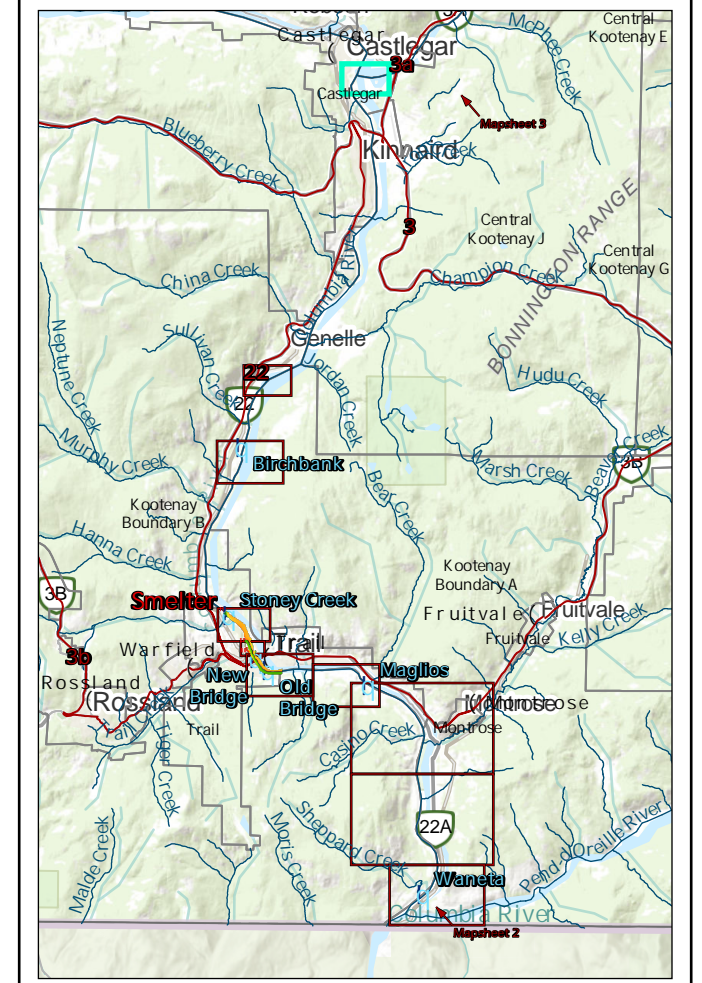 Castlegar
Castlegar
Central
Kootenay E
McPhee Creek
3a
Castlegar
Mapsheet 3
Blueberry Creek
Kinnaird
Creek
3
Central
Kootenay J
BONNINGTON RANGE
Central
Kootenay G
Champion Creek
China Creek
Columbia River
Genelle
Neptune Creek
Sullivan Creek
22
22
Jordan Creek
Hudu Creek
Murphy Creek
Birchbank
Marsh Creek
Beaver Creek
3B
Bear Creek
Kootenay
Boundary B
Hanna Creek
Kootenay
Boundary A
3B
Smelter
Stoney Creek
Fruitvale
Fruitvale
Fruitvale
Kelly Creek
Trail
Warfield
3b
Rossland
(Rossland
New
Bridge
Old
Bridge
Maglios
Montrose
Montrose
Montrose
Trail
Casino Creek
Tiger Creek
22A
Sheppard Creek
Moris Creek
Malde Creek
Waneta
Pend d'Oreille River
Columbia River
Mapsheet 2